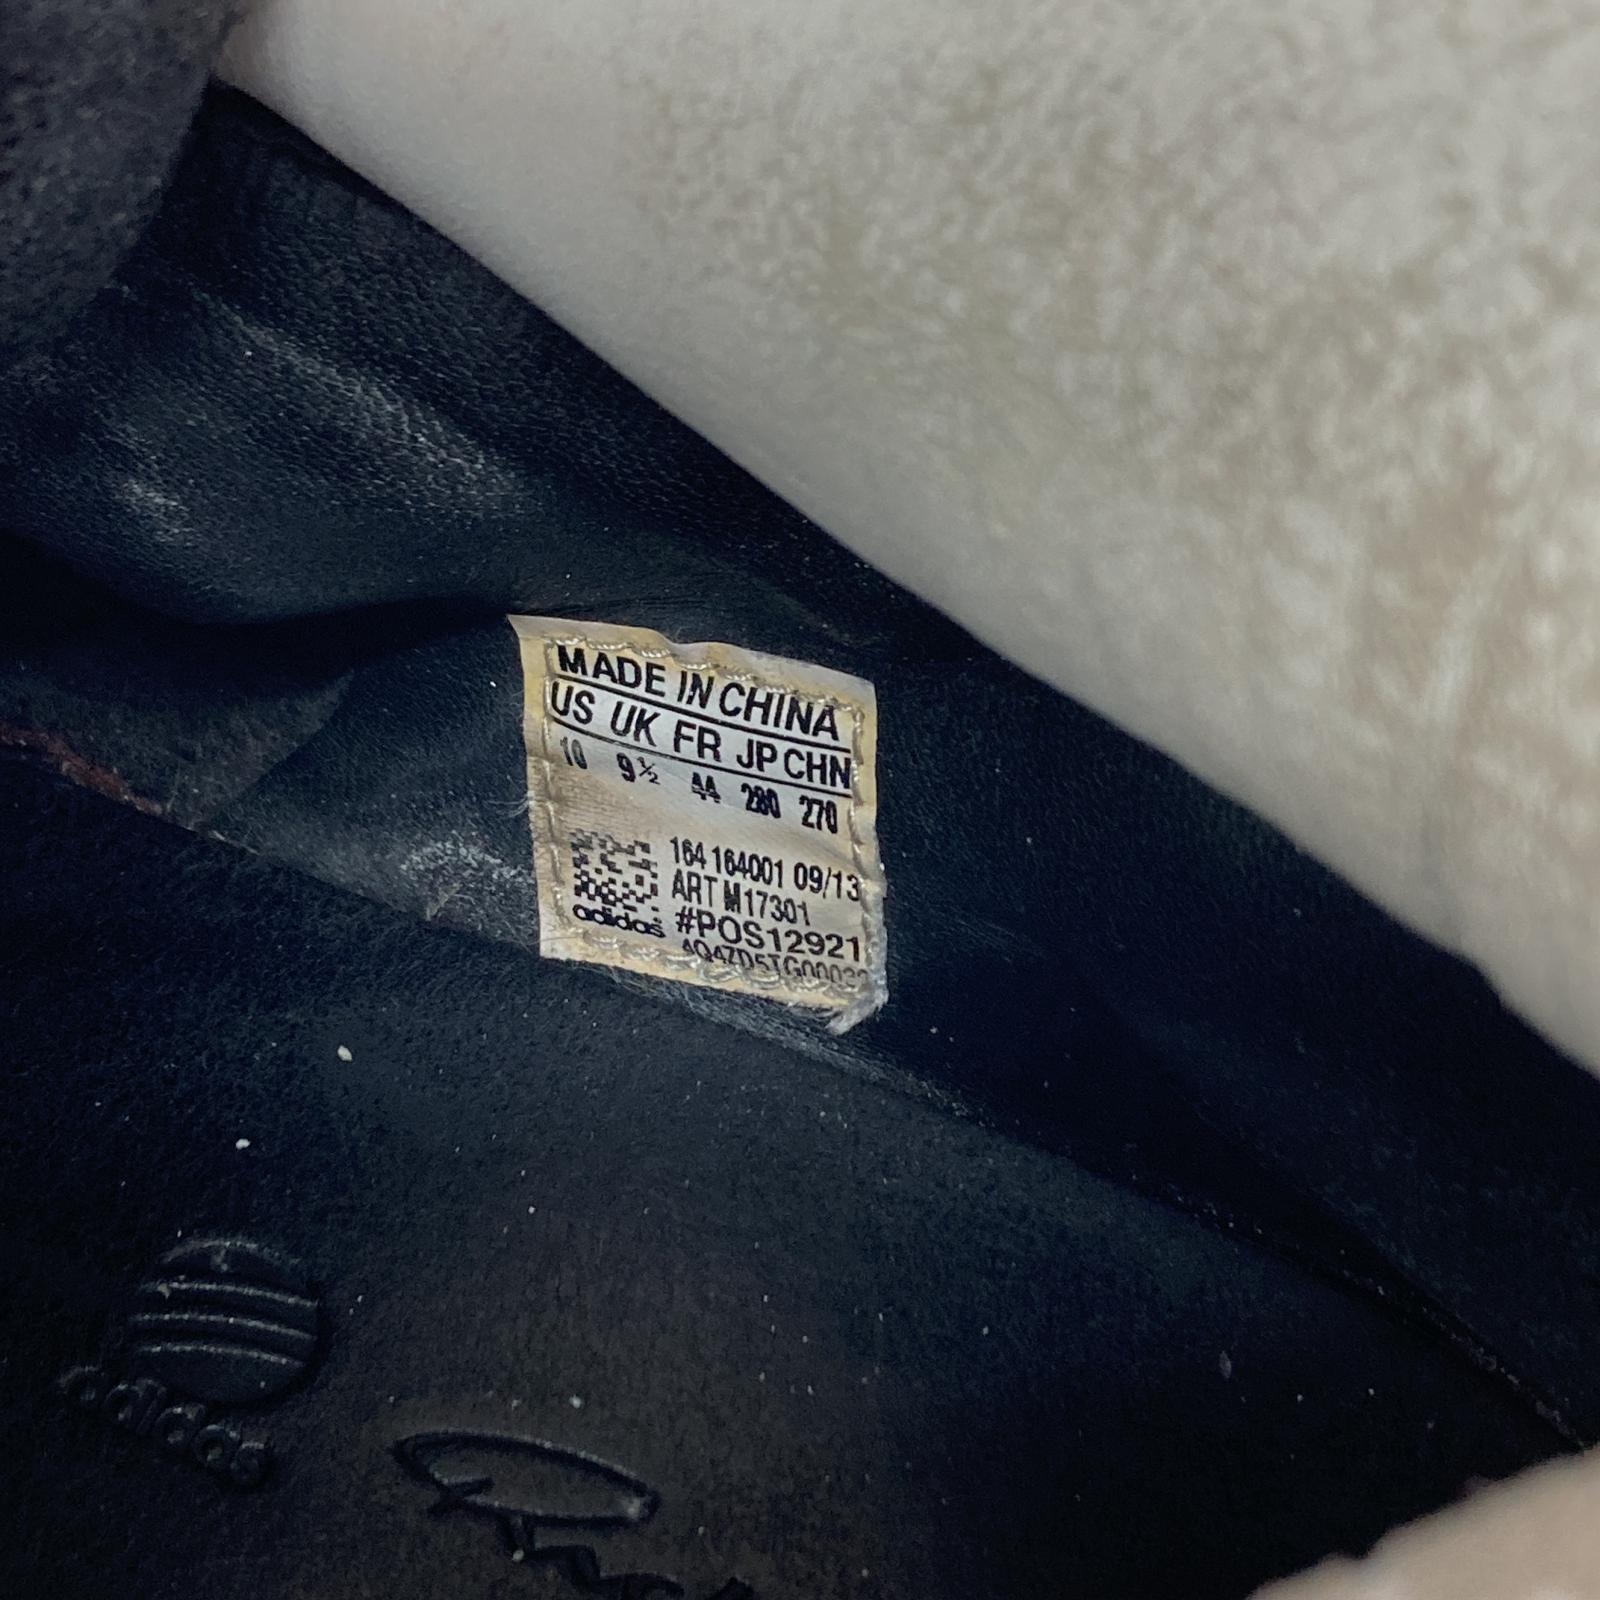 MADE IN CHINA
US UK FR JP CHN
10 9½ 44 280 270
164 164001 09/13
ART M17301
adidas #POS12921
adidas